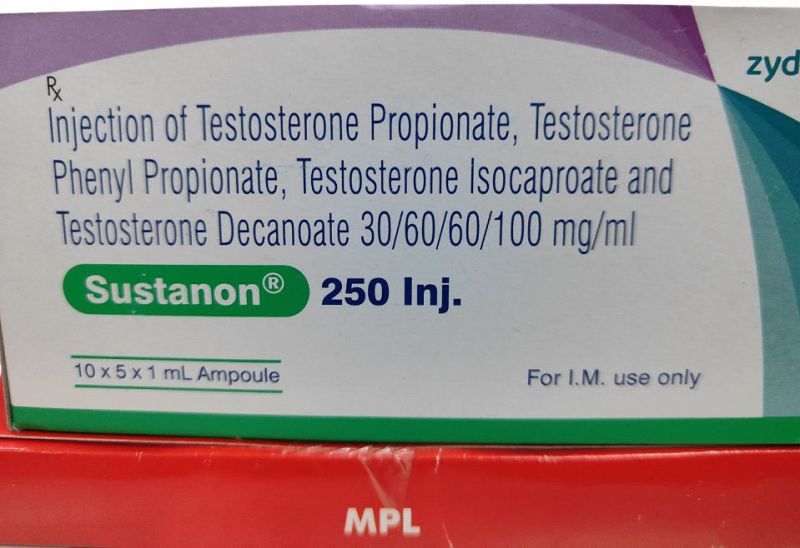 zyd
Rx
Injection of Testosterone Propionate, Testosterone
Phenyl Propionate, Testosterone Isocaproate and
Testosterone Decanoate 30/60/60/100 mg/ml
Sustanon® 250 Inj.
10 x 5 x 1 mL Ampoule
For I.M. use only
MPL